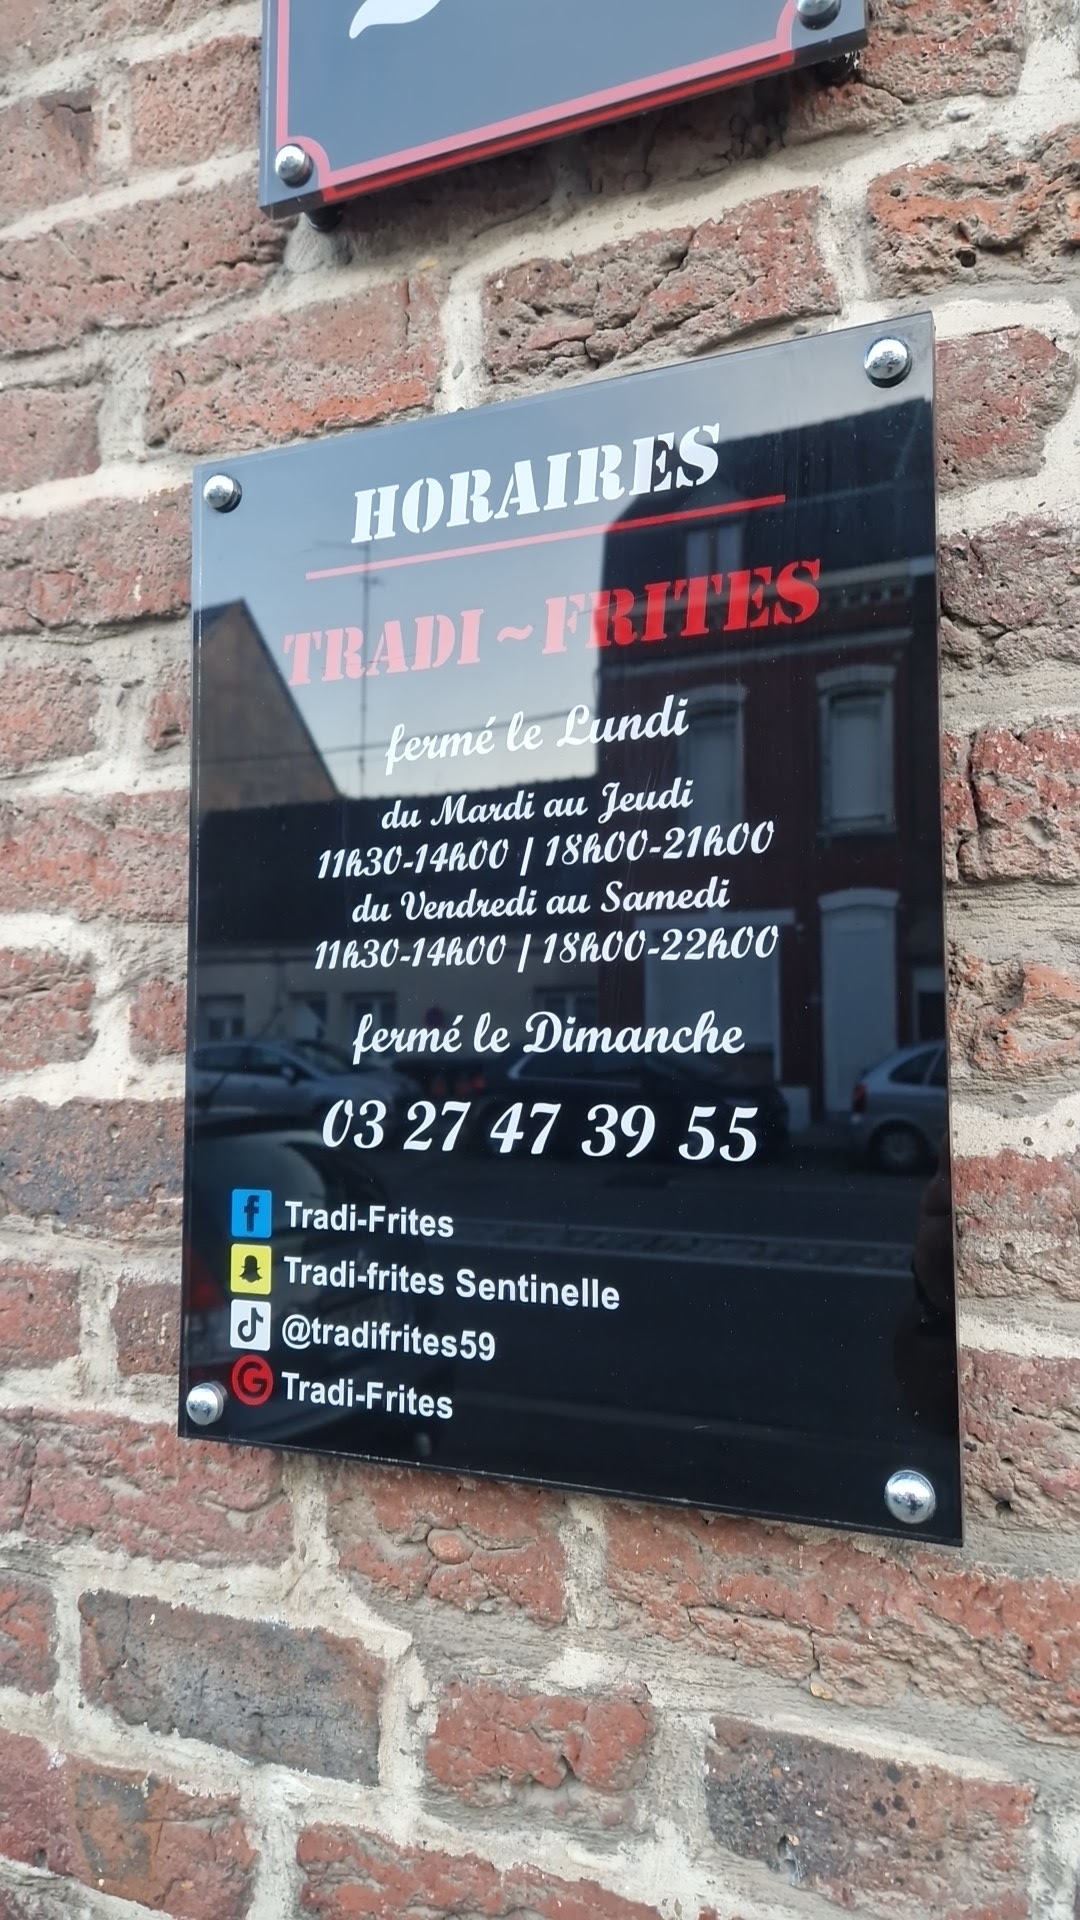 HORAIRES
TRADI ~ FRITES
fermé le Lundi
du Mardi au Jeudi
11h30-14h00 / 18h00-21h00
du Vendredi au Samedi
11h30-14h00 / 18h00-22h00
fermé le Dimanche
03 27 47 39 55
Tradi-Frites
Tradi-frites Sentinelle
@tradifrites59
Tradi-Frites